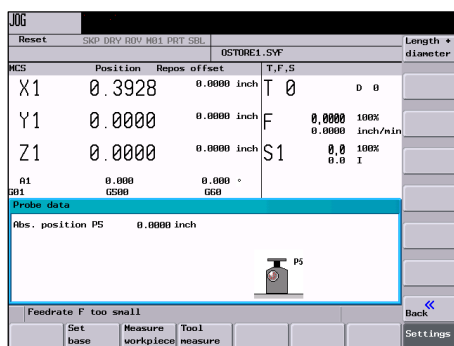 JOG
Reset SKP DRY ROV M01 PRT SBL
OSTORE1.SYF
Length +
diameter
MCS Position Repos offset T,F,S
X1 0.3928 0.0000 inch T 0 D 0
Y1 0.0000 0.0000 inch F 0,0000 100%
0.0000 inch/min
Z1 0.0000 0.0000 inch S1 0,0 100%
0.0 I
A1 0.000 0.000 °
G01 G500 G60
Probe data
Abs. position P5 0.0000 inch
P5
Feedrate F too small
Back «
Set base
Measure workpiece
Tool measure
Settings